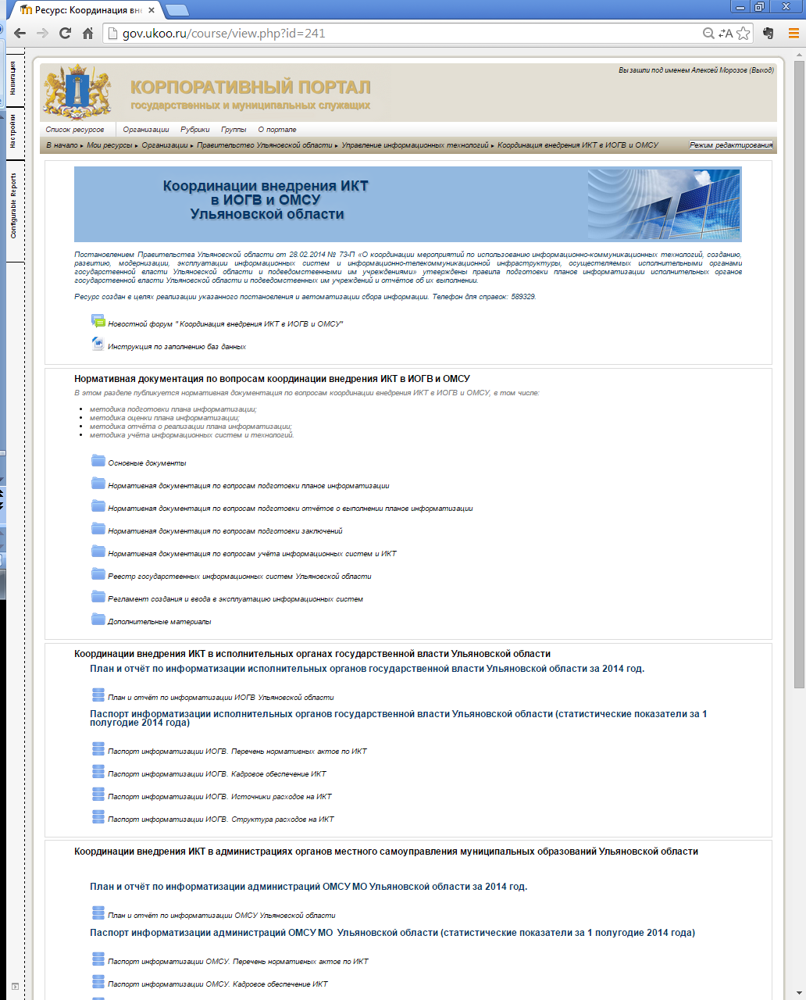 Ресурс: Координация вне
gov.ukoo.ru/course/view.php?id=241
Навигация
Настройки
Configurable Reports
Вы зашли под именем Алексей Морозов (Выход)
КОРПОРАТИВНЫЙ ПОРТАЛ
государственных и муниципальных служащих
Список ресурсов Организации Рубрики Группы О портале
В начало ► Мои ресурсы ► Организации ► Правительство Ульяновской области ► Управление информационных технологий ► Координация внедрения ИКТ в ИОГВ и ОМСУ Режим редактирования
Координации внедрения ИКТ
в ИОГВ и ОМСУ
Ульяновской области
Постановлением Правительства Ульяновской области от 28.02.2014 № 73-П «О координации мероприятий по использованию информационно-коммуникационных технологий, созданию,
развитию, модернизации, эксплуатации информационных систем и информационно-телекоммуникационной инфраструктуры, осуществляемых исполнительными органами
государственной власти Ульяновской области и подведомственными им учреждениями» утверждены правила подготовки планов информатизации исполнительных органов
государственной власти Ульяновской области и подведомственных им учреждений и отчётов об их выполнении.
Ресурс создан в целях реализации указанного постановления и автоматизации сбора информации. Телефон для справок: 589329.
Новостной форум " Координация внедрения ИКТ в ИОГВ и ОМСУ"
Инструкция по заполнению баз данных
Нормативная документация по вопросам координации внедрения ИКТ в ИОГВ и ОМСУ
В этом разделе публикуется нормативная документация по вопросам координации внедрения ИКТ в ИОГВ и ОМСУ, в том числе:
• методика подготовки плана информатизации;
• методика оценки плана информатизации;
• методика отчёта о реализации плана информатизации;
• методика учёта информационных систем и технологий.
Основные документы
Нормативная документация по вопросам подготовки планов информатизации
Нормативная документация по вопросам подготовки отчётов о выполнении планов информатизации
Нормативная документация по вопросам подготовки заключений
Нормативная документация по вопросам учёта информационных систем и ИКТ
Реестр государственных информационных систем Ульяновской области
Регламент создания и ввода в эксплуатацию информационных систем
Дополнительные материалы
Координации внедрения ИКТ в исполнительных органах государственной власти Ульяновской области
План и отчёт по информатизации исполнительных органов государственной власти Ульяновской области за 2014 год.
План и отчёт по информатизации ИОГВ Ульяновской области
Паспорт информатизации исполнительных органов государственной власти Ульяновской области (статистические показатели за 1
полугодие 2014 года)
Паспорт информатизации ИОГВ. Перечень нормативных актов по ИКТ
Паспорт информатизации ИОГВ. Кадровое обеспечение ИКТ
Паспорт информатизации ИОГВ. Источники расходов на ИКТ
Паспорт информатизации ИОГВ. Структура расходов на ИКТ
Координации внедрения ИКТ в администрациях органов местного самоуправления муниципальных образований Ульяновской области
План и отчёт по информатизации администраций ОМСУ МО Ульяновской области за 2014 год.
План и отчёт по информатизации ОМСУ Ульяновской области
Паспорт информатизации администраций ОМСУ МО Ульяновской области (статистические показатели за 1 полугодие 2014 года)
Паспорт информатизации ОМСУ. Перечень нормативных актов по ИКТ
Паспорт информатизации ОМСУ. Кадровое обеспечение ИКТ